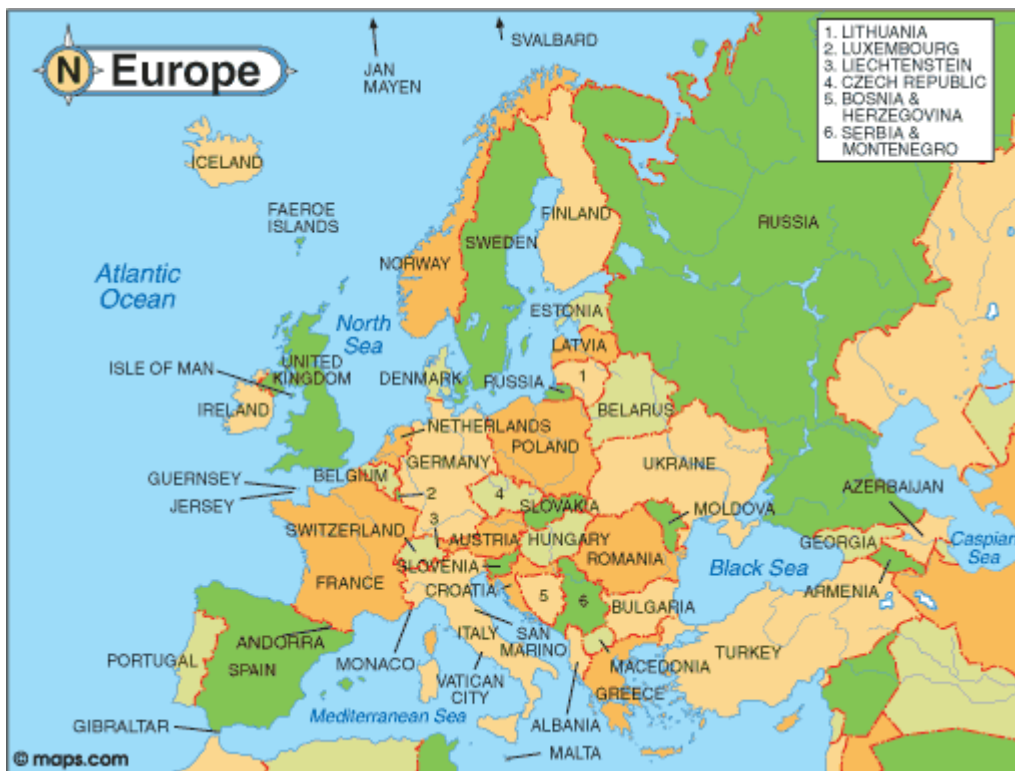 N Europe
JAN
MAYEN
SVALBARD
1. LITHUANIA
2. LUXEMBOURG
3. LIECHTENSTEIN
4. CZECH REPUBLIC
5. BOSNIA &
HERZEGOVINA
6. SERBIA &
MONTENEGRO
ICELAND
FAEROE
ISLANDS
FINLAND
RUSSIA
SWEDEN
NORWAY
Atlantic
Ocean
North
Sea
ESTONIA
LATVIA
ISLE OF MAN
UNITED
KINGDOM
DENMARK
RUSSIA
1
IRELAND
BELARUS
NETHERLANDS
POLAND
GERMANY
UKRAINE
BELGIUM
GUERNSEY
JERSEY
2
4
SLOVAKIA
MOLDOVA
AZERBAIJAN
SWITZERLAND
3
AUSTRIA
HUNGARY
ROMANIA
GEORGIA
Caspian
Sea
SLOVENIA
FRANCE
CROATIA
5
6
Black Sea
ARMENIA
BULGARIA
ANDORRA
ITALY
SAN
MARINO
PORTUGAL
SPAIN
MONACO
VATICAN
CITY
MACEDONIA
TURKEY
GREECE
Mediterranean Sea
ALBANIA
GIBRALTAR
MALTA
© maps.com